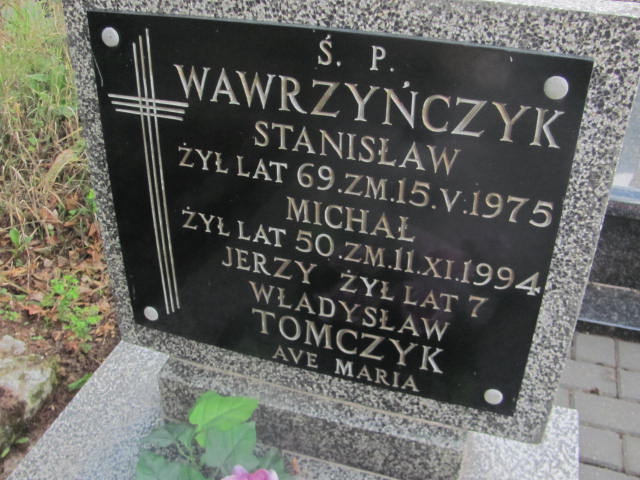 Ś. P.
WAWRZYŃCZYK
STANISŁAW
ŻYŁ LAT 69. ZM. 15. V. 1975
MICHAŁ
ŻYŁ LAT 50. ZM. 11. XI. 1994
JERZY ŻYŁ LAT 7
WŁADYSŁAW
TOMCZYK
AVE MARIA